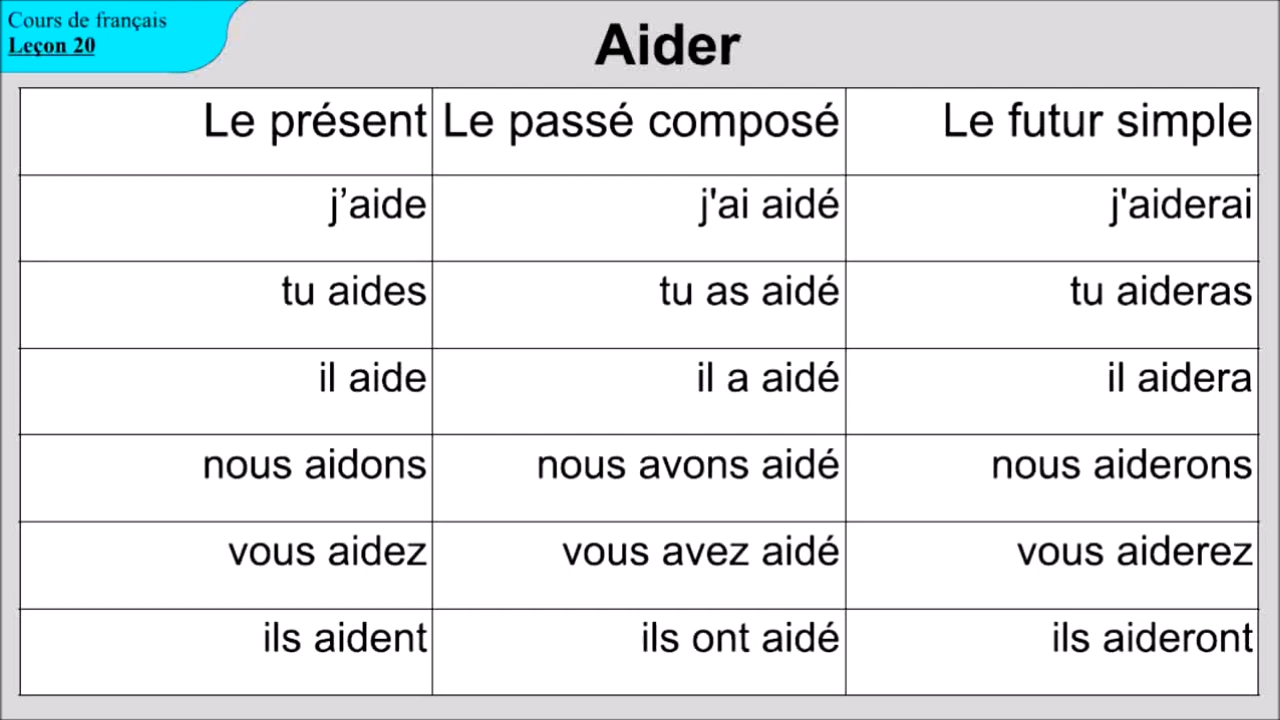 Cours de français
Leçon 20
Aider
Le présent Le passé composé Le futur simple
j’aide j'ai aidé j'aiderai
tu aides tu as aidé tu aideras
il aide il a aidé il aidera
nous aidons nous avons aidé nous aiderons
vous aidez vous avez aidé vous aiderez
ils aident ils ont aidé ils aideront